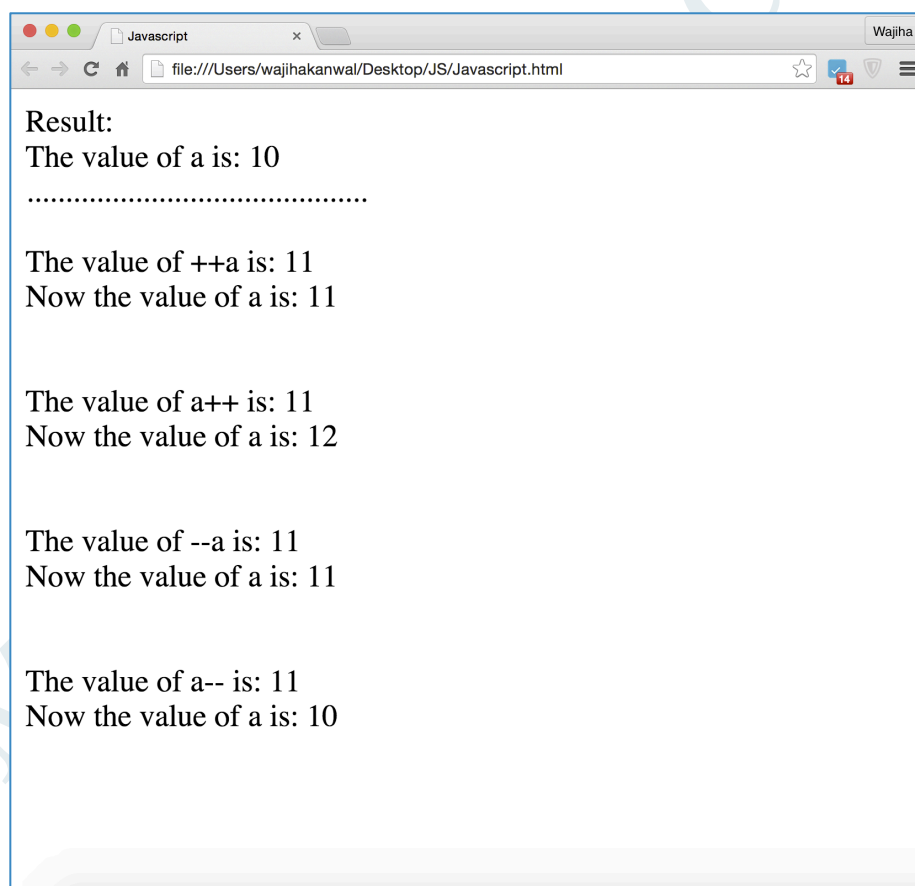 Javascript
Wajiha
file:///Users/wajihakanwal/Desktop/JS/Javascript.html
14
Result:
The value of a is: 10
............................................
The value of ++a is: 11
Now the value of a is: 11
The value of a++ is: 11
Now the value of a is: 12
The value of --a is: 11
Now the value of a is: 11
The value of a-- is: 11
Now the value of a is: 10